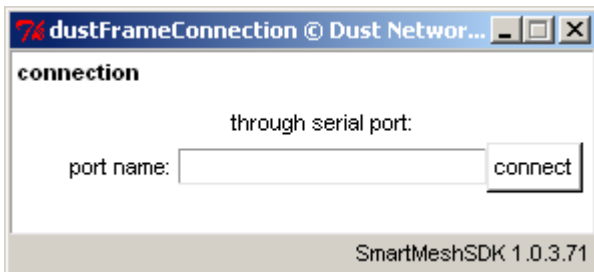 dustFrameConnection © Dust Networ...
connection
through serial port:
port name:
connect
SmartMeshSDK 1.0.3.71